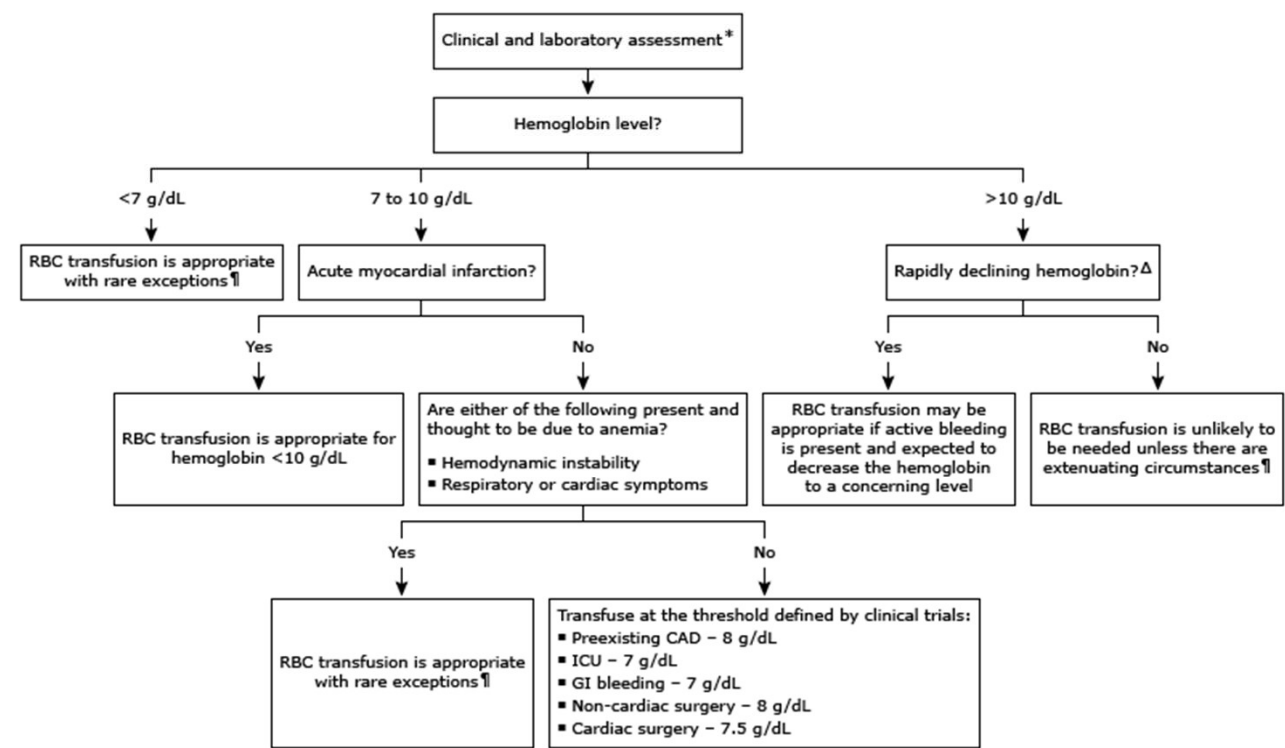 Clinical and laboratory assessment*
Hemoglobin level?
<7 g/dL
7 to 10 g/dL
>10 g/dL
RBC transfusion is appropriate
with rare exceptions¶
Acute myocardial infarction?
Rapidly declining hemoglobin?Δ
Yes
No
Yes
No
RBC transfusion is appropriate for
hemoglobin <10 g/dL
Are either of the following present and
thought to be due to anemia?
▪ Hemodynamic instability
▪ Respiratory or cardiac symptoms
RBC transfusion may be
appropriate if active bleeding
is present and expected to
decrease the hemoglobin
to a concerning level
RBC transfusion is unlikely to
be needed unless there are
extenuating circumstances¶
Yes
No
RBC transfusion is appropriate
with rare exceptions¶
Transfuse at the threshold defined by clinical trials:
▪ Preexisting CAD – 8 g/dL
▪ ICU – 7 g/dL
▪ GI bleeding – 7 g/dL
▪ Non-cardiac surgery – 8 g/dL
▪ Cardiac surgery – 7.5 g/dL